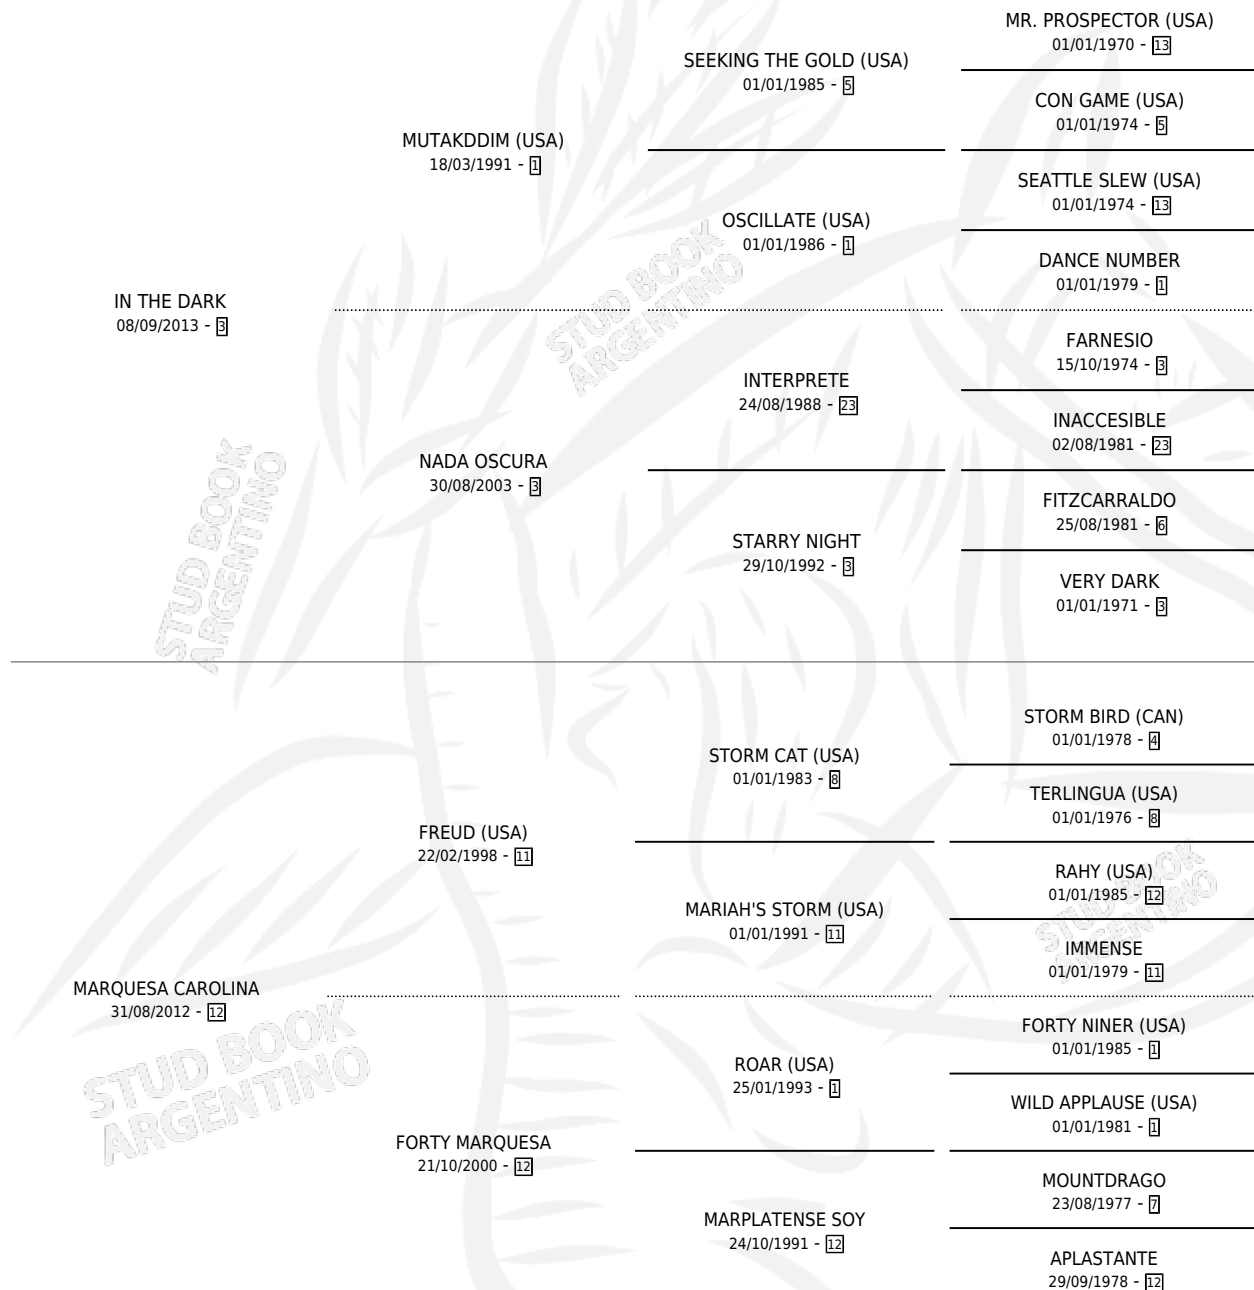 MR. PROSPECTOR (USA)
01/01/1970 - 13
SEEKING THE GOLD (USA)
01/01/1985 - 5
CON GAME (USA)
01/01/1974 - 5
MUTAKDDIM (USA)
18/03/1991 - 1
SEATTLE SLEW (USA)
01/01/1974 - 13
OSCILLATE (USA)
01/01/1986 - 1
DANCE NUMBER
01/01/1979 - 1
IN THE DARK
08/09/2013 - 3
STUD BOOK
ARGENTINO
FARNESIO
15/10/1974 - 3
INTERPRETE
24/08/1988 - 23
INACCESIBLE
02/08/1981 - 23
NADA OSCURA
30/08/2003 - 3
FITZCARRALDO
25/08/1981 - 6
STARRY NIGHT
29/10/1992 - 3
VERY DARK
01/01/1971 - 3
STUD BOOK
ARGENTINO
STORM BIRD (CAN)
01/01/1978 - 4
STORM CAT (USA)
01/01/1983 - 8
TERLINGUA (USA)
01/01/1976 - 8
FREUD (USA)
22/02/1998 - 11
RAHY (USA)
01/01/1985 - 12
MARIAH'S STORM (USA)
01/01/1991 - 11
IMMENSE
01/01/1979 - 11
STUD BOOK
ARGENTINO
MARQUESA CAROLINA
31/08/2012 - 12
FORTY NINER (USA)
01/01/1985 - 1
ROAR (USA)
25/01/1993 - 1
WILD APPLAUSE (USA)
01/01/1981 - 1
STUD BOOK
ARGENTINO
FORTY MARQUESA
21/10/2000 - 12
MOUNTDRAGO
23/08/1977 - 7
MARPLATENSE SOY
24/10/1991 - 12
APLASTANTE
29/09/1978 - 12